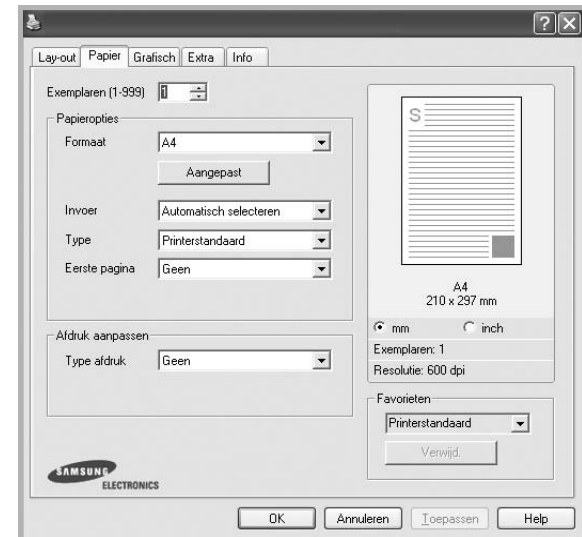 Lay-out Papier Grafisch Extra Info
Exemplaren (1-999) 1
Papieropties
Formaat A4
Aangepast
Invoer Automatisch selecteren
Type Printerstandaard
Eerste pagina Geen
Afdruk aanpassen
Type afdruk Geen
SAMSUNG
ELECTRONICS
S
A4
210 x 297 mm
mm inch
Exemplaren: 1
Resolutie: 600 dpi
Favorieten
Printerstandaard
Verwijd.
OK Annuleren Toepassen Help